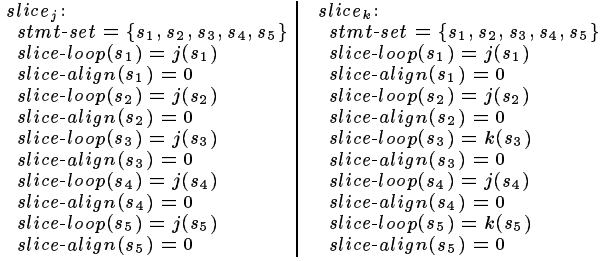 slice_j:
stmt-set = {s_1, s_2, s_3, s_4, s_5}
slice-loop(s_1) = j(s_1)
slice-align(s_1) = 0
slice-loop(s_2) = j(s_2)
slice-align(s_2) = 0
slice-loop(s_3) = j(s_3)
slice-align(s_3) = 0
slice-loop(s_4) = j(s_4)
slice-align(s_4) = 0
slice-loop(s_5) = j(s_5)
slice-align(s_5) = 0
slice_k:
stmt-set = {s_1, s_2, s_3, s_4, s_5}
slice-loop(s_1) = j(s_1)
slice-align(s_1) = 0
slice-loop(s_2) = j(s_2)
slice-align(s_2) = 0
slice-loop(s_3) = k(s_3)
slice-align(s_3) = 0
slice-loop(s_4) = j(s_4)
slice-align(s_4) = 0
slice-loop(s_5) = k(s_5)
slice-align(s_5) = 0